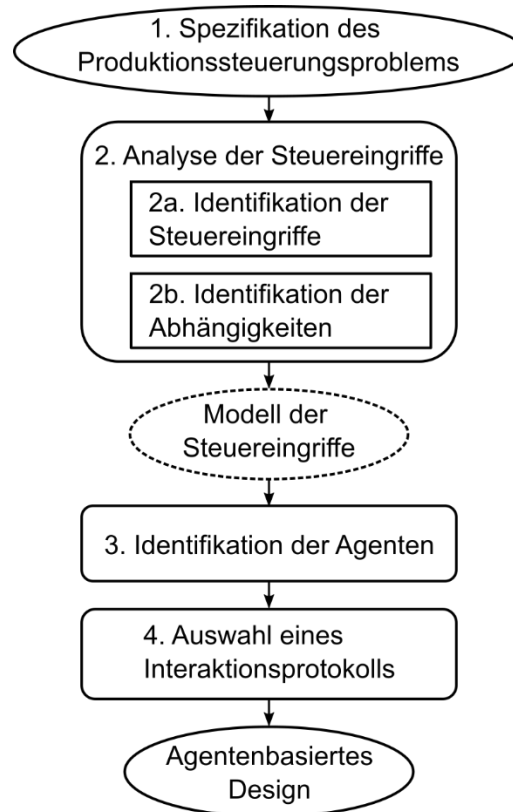 1. Spezifikation des
Produktionssteuerungsproblems
2. Analyse der Steuereingriffe
2a. Identifikation der
Steuereingriffe
2b. Identifikation der
Abhängigkeiten
Modell der
Steuereingriffe
3. Identifikation der Agenten
4. Auswahl eines
Interaktionsprotokolls
Agentenbasiertes
Design